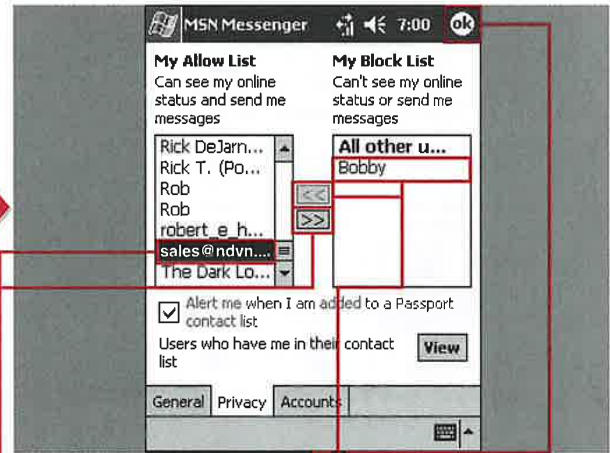 MSN Messenger 7:00 ok
My Allow List
Can see my online
status and send me
messages
My Block List
Can't see my online
status or send me
messages
Rick DeJarn...
Rick T. (Po...
Rob
Rob
robert_e_h...
sales@ndvn....
The Dark Lo...
<<
>>
All other u...
Bobby
Alert me when I am added to a Passport
contact list
Users who have me in their contact
list
View
General Privacy Accounts